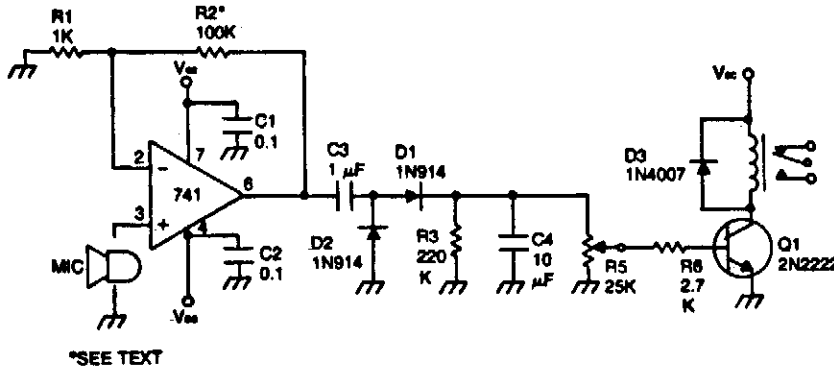 R1
1K
R2*
100K
Vcc
C1
0.1
2
-
7
741
6
3
+
4
C2
0.1
MIC
C3
1 µF
D1
1N914
D2
1N914
R3
220
K
C4
10
µF
R5
25K
R6
2.7
K
Vcc
D3
1N4007
Q1
2N2222
*SEE TEXT